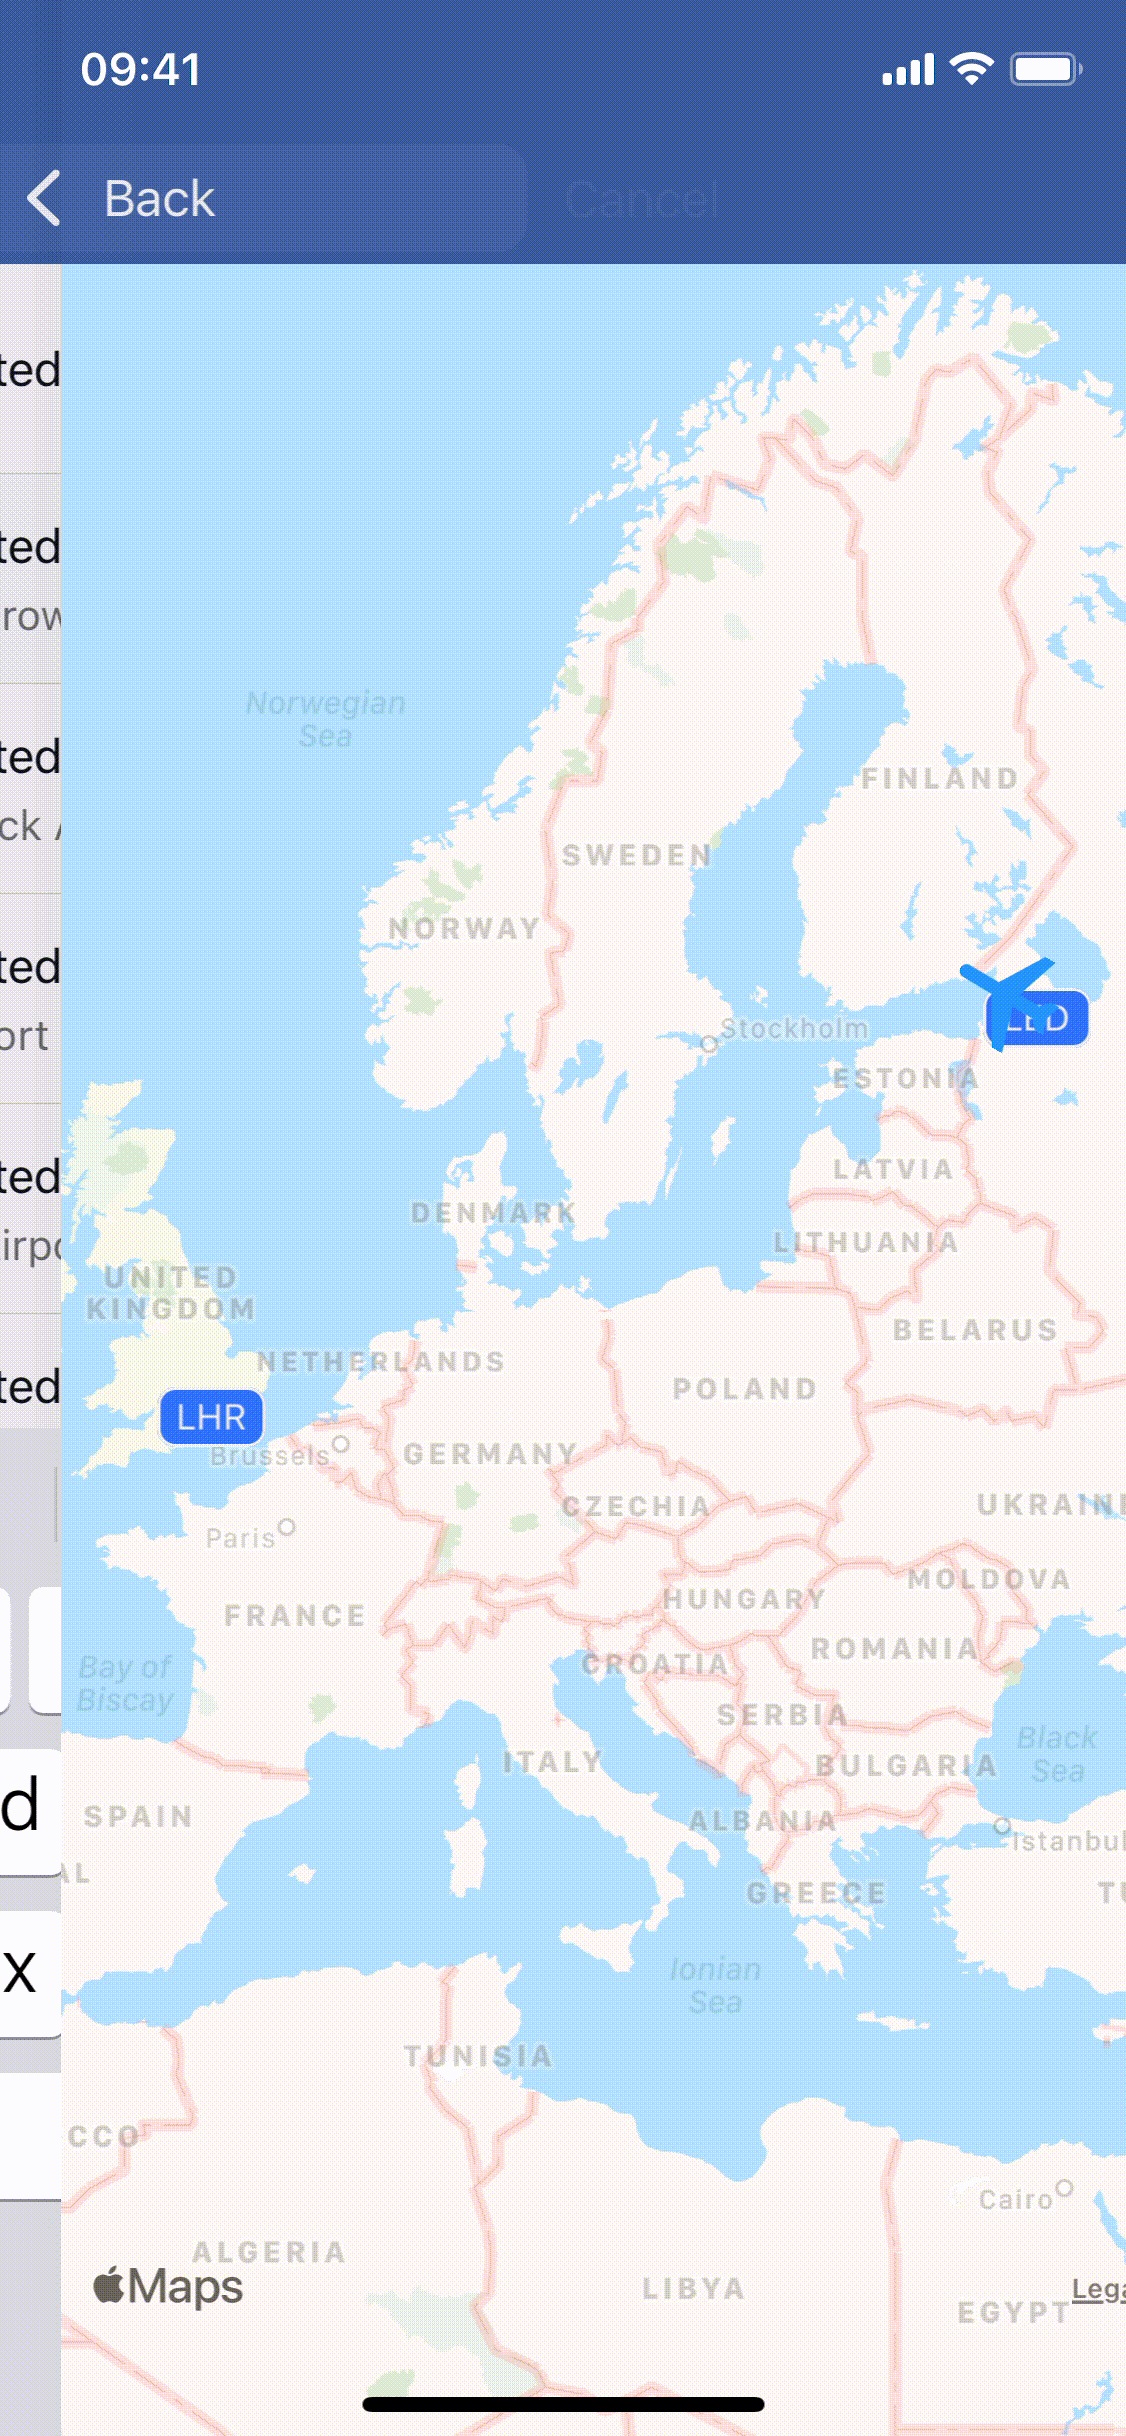 09:41
Back
Cancel
ted
ted
row
ted
ck
ted
ort
ted
irpo
ted
d
X
Norwegian
Sea
FINLAND
SWEDEN
NORWAY
LED
Stockholm
ESTONIA
LATVIA
DENMARK
LITHUANIA
UNITED
KINGDOM
BELARUS
NETHERLANDS
POLAND
LHR
Brussels
GERMANY
CZECHIA
UKRAINE
Paris
MOLDOVA
HUNGARY
FRANCE
ROMANIA
CROATIA
Bay of
Biscay
SERBIA
Black
Sea
ITALY
BULGARIA
SPAIN
ALBANIA
Istanbul
AL
GREECE
TU
Ionian
Sea
TUNISIA
CCO
Cairo
ALGERIA
Maps
LIBYA
Lega
EGYPT